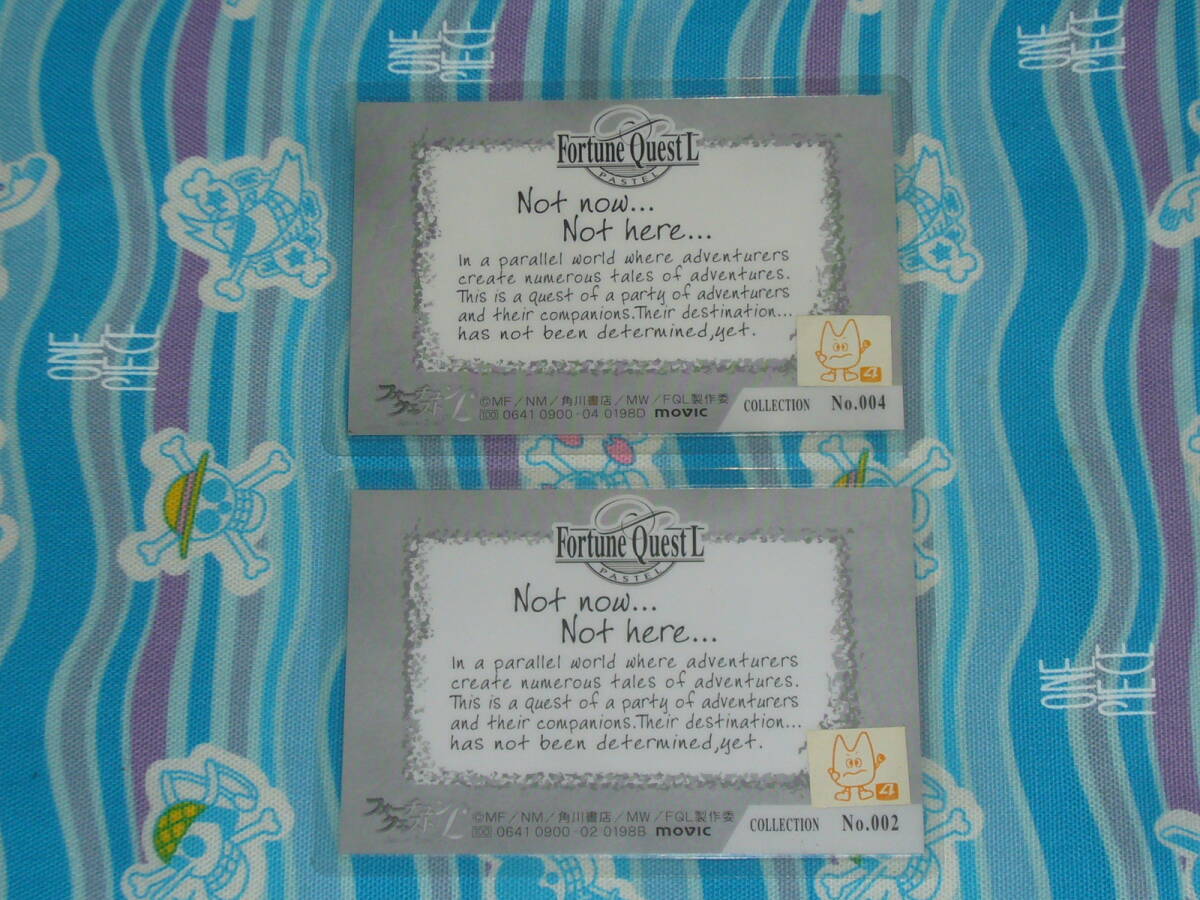 ONE
PIECE
Fortune Quest L
PASTEL
Not now...
Not here...
In a parallel world where adventurers
create numerous tales of adventures.
This is a quest of a party of adventurers
and their companions.Their destination...
has not been determined,yet.
4
フォーチュン
クエスト L
©MF/NM/角川書店/MW/FQL製作委
100 0641 0900-04 0198D movic
COLLECTION No.004
ONE
PIECE
ONE
PIECE
Fortune Quest L
PASTEL
Not now...
Not here...
In a parallel world where adventurers
create numerous tales of adventures.
This is a quest of a party of adventurers
and their companions.Their destination...
has not been determined,yet.
4
フォーチュン
クエスト L
©MF/NM/角川書店/MW/FQL製作委
100 0641 0900-02 0198B movic
COLLECTION No.002
ONE
PIECE
ONE
PIECE